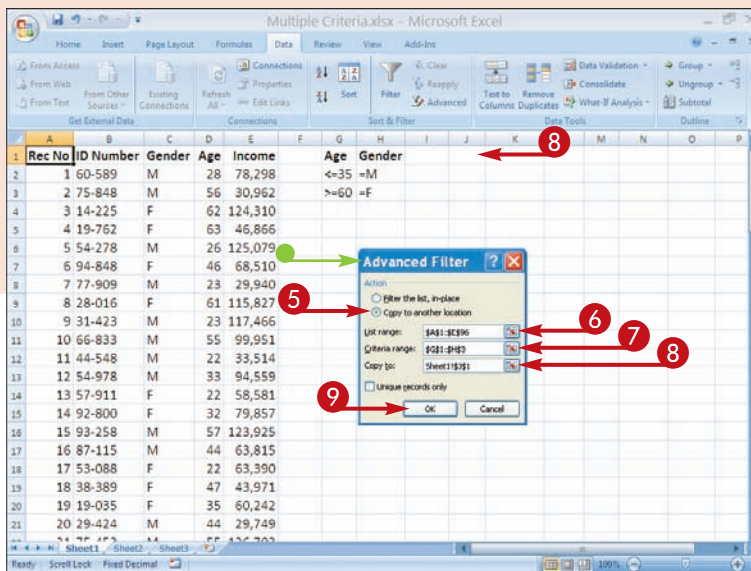 Multiple Criteria.xlsx - Microsoft Excel
Home Insert Page Layout Formulas Data Review View Add-Ins
From Access
From Web
From Text
From Other Sources
Existing Connections
Refresh All
Connections
Properties
Edit Links
Sort
Filter
Clear
Reapply
Advanced
Text to Columns
Remove Duplicates
Data Validation
Consolidate
What-If Analysis
Group
Ungroup
Subtotal
Get External Data Connections Sort & Filter Data Tools Outline
A B C D E F G H I J K L M N O P
1 Rec No ID Number Gender Age Income Age Gender
8
2 1 60-589 M 28 78,298 <=35 =M
3 2 75-848 M 56 30,962 >=60 =F
4 3 14-225 F 62 124,310
5 4 19-762 F 63 46,866
6 5 54-278 M 26 125,079
7 6 94-848 F 46 68,510
8 7 77-909 M 23 29,940
9 8 28-016 F 61 115,827
10 9 31-423 M 23 117,466
11 10 66-833 M 55 99,951
12 11 44-548 M 22 33,514
13 12 54-978 M 33 94,559
14 13 57-911 F 22 58,581
15 14 92-800 F 32 79,857
16 15 93-258 M 57 123,925
17 16 87-115 M 44 63,815
18 17 53-088 F 22 63,390
19 18 38-389 F 47 43,971
20 19 19-035 F 35 60,242
21 20 29-424 M 44 29,749
Advanced Filter
Action
Filter the list, in-place
5 Copy to another location
List range: $A$1:$E$96 6
Criteria range: $G$1:$H$3 7
Copy to: Sheet1!$J$1 8
Unique records only
9 OK Cancel
Sheet1 Sheet2 Sheet3
Ready Scroll Lock Fixed Decimal 100%